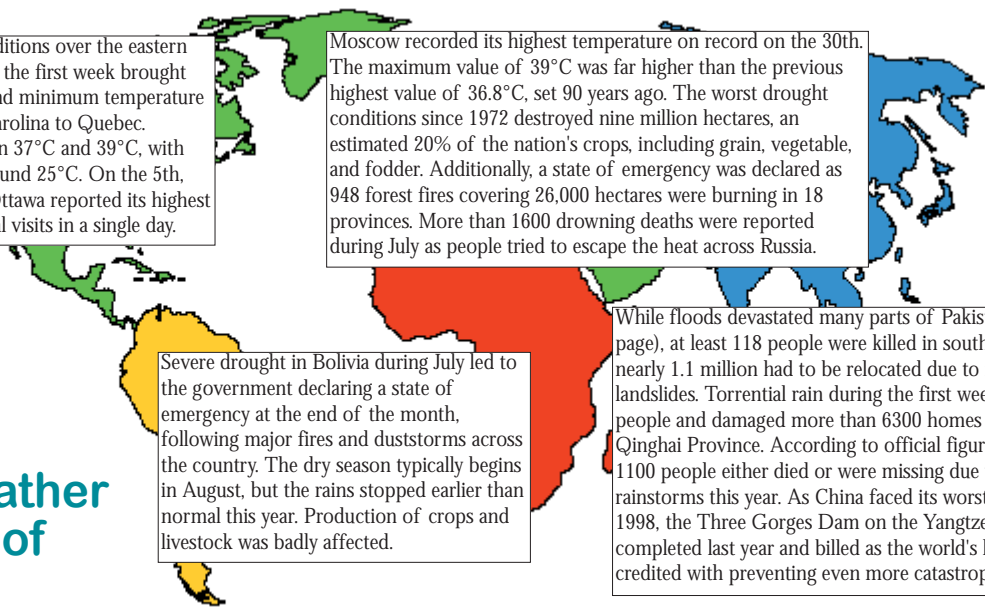 ditions over the eastern
the first week brought
nd minimum temperature
arolina to Quebec.
n 37°C and 39°C, with
und 25°C. On the 5th,
Ottawa reported its highest
l visits in a single day.
Moscow recorded its highest temperature on record on the 30th.
The maximum value of 39°C was far higher than the previous
highest value of 36.8°C, set 90 years ago. The worst drought
conditions since 1972 destroyed nine million hectares, an
estimated 20% of the nation's crops, including grain, vegetable,
and fodder. Additionally, a state of emergency was declared as
948 forest fires covering 26,000 hectares were burning in 18
provinces. More than 1600 drowning deaths were reported
during July as people tried to escape the heat across Russia.
Severe drought in Bolivia during July led to
the government declaring a state of
emergency at the end of the month,
following major fires and duststorms across
the country. The dry season typically begins
in August, but the rains stopped earlier than
normal this year. Production of crops and
livestock was badly affected.
While floods devastated many parts of Pakis
page), at least 118 people were killed in south
nearly 1.1 million had to be relocated due to
landslides. Torrential rain during the first wee
people and damaged more than 6300 homes
Qinghai Province. According to official figur
1100 people either died or were missing due
rainstorms this year. As China faced its worst
1998, the Three Gorges Dam on the Yangtze
completed last year and billed as the world's l
credited with preventing even more catastrop
ather
of